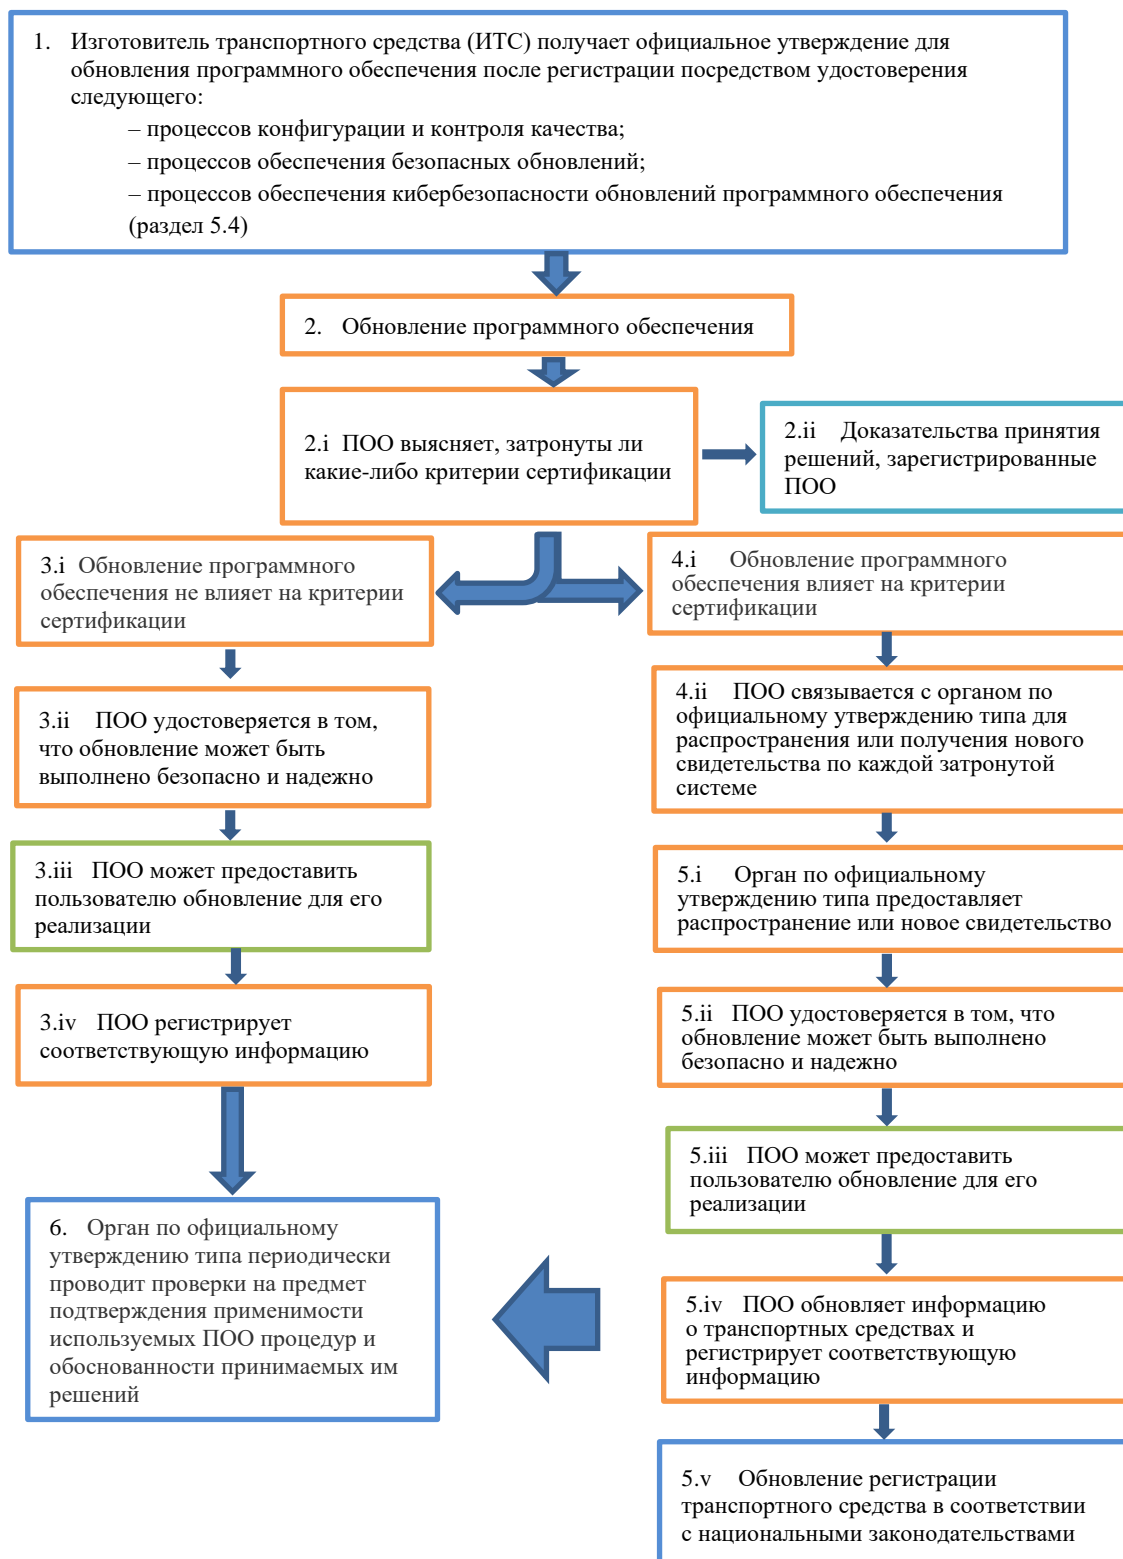 1. Изготовитель транспортного средства (ИТС) получает официальное утверждение для
обновления программного обеспечения после регистрации посредством удостоверения
следующего:
– процессов конфигурации и контроля качества;
– процессов обеспечения безопасных обновлений;
– процессов обеспечения кибербезопасности обновлений программного обеспечения
(раздел 5.4)
2. Обновление программного обеспечения
2.i ПОО выясняет, затронуты ли
какие-либо критерии сертификации
2.ii Доказательства принятия
решений, зарегистрированные
ПОО
3.i Обновление программного
обеспечения не влияет на критерии
сертификации
3.ii ПОО удостоверяется в том,
что обновление может быть
выполнено безопасно и надежно
3.iii ПОО может предоставить
пользователю обновление для его
реализации
3.iv ПОО регистрирует
соответствующую информацию
4.i Обновление программного
обеспечения влияет на критерии
сертификации
4.ii ПОО связывается с органом по
официальному утверждению типа для
распространения или получения нового
свидетельства по каждой затронутой
системе
5.i Орган по официальному
утверждению типа предоставляет
распространение или новое свидетельство
5.ii ПОО удостоверяется в том, что
обновление может быть выполнено
безопасно и надежно
5.iii ПОО может предоставить
пользователю обновление для его
реализации
5.iv ПОО обновляет информацию
о транспортных средствах и
регистрирует соответствующую
информацию
5.v Обновление регистрации
транспортного средства в соответствии
с национальными законодательствами
6. Орган по официальному
утверждению типа периодически
проводит проверки на предмет
подтверждения применимости
используемых ПОО процедур и
обоснованности принимаемых им
решений